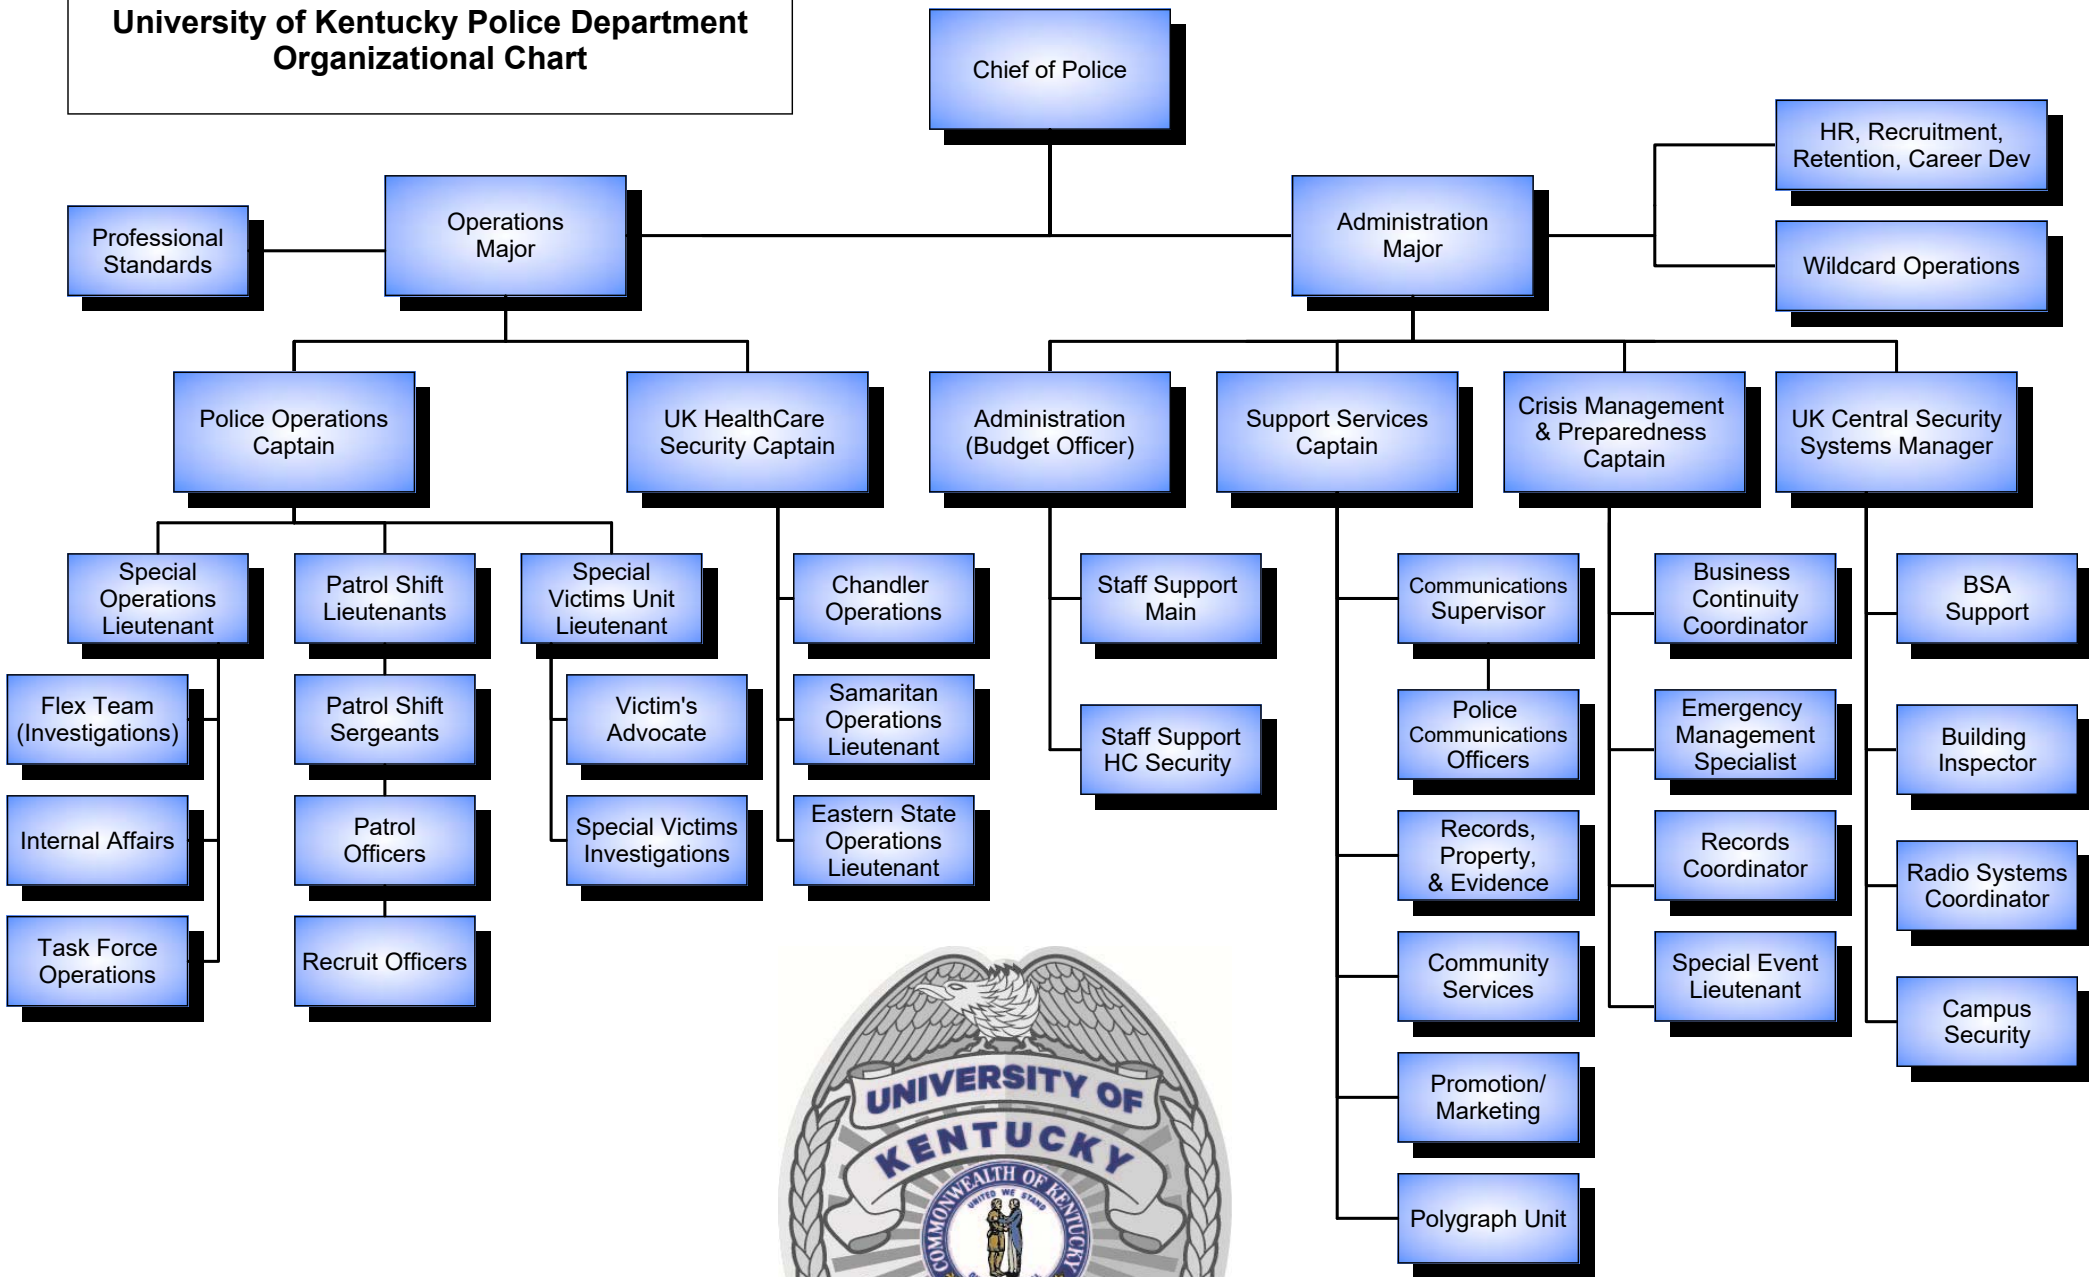 University of Kentucky Police Department
Organizational Chart
Chief of Police
HR, Recruitment,
Retention, Career Dev
Professional
Standards
Operations
Major
Administration
Major
Wildcard Operations
Police Operations
Captain
UK HealthCare
Security Captain
Administration
(Budget Officer)
Support Services
Captain
Crisis Management
& Preparedness
Captain
UK Central Security
Systems Manager
Special
Operations
Lieutenant
Patrol Shift
Lieutenants
Special
Victims Unit
Lieutenant
Chandler
Operations
Staff Support
Main
Communications
Supervisor
Business
Continuity
Coordinator
BSA
Support
Flex Team
(Investigations)
Patrol Shift
Sergeants
Victim's
Advocate
Samaritan
Operations
Lieutenant
Staff Support
HC Security
Police
Communications
Officers
Emergency
Management
Specialist
Building
Inspector
Internal Affairs
Patrol
Officers
Special Victims
Investigations
Eastern State
Operations
Lieutenant
Records,
Property,
& Evidence
Records
Coordinator
Radio Systems
Coordinator
Task Force
Operations
Recruit Officers
Community
Services
Special Event
Lieutenant
Campus
Security
Promotion/
Marketing
Polygraph Unit
UNIVERSITY OF
KENTUCKY
COMMONWEALTH OF KENTUCKY
UNITED WE STAND